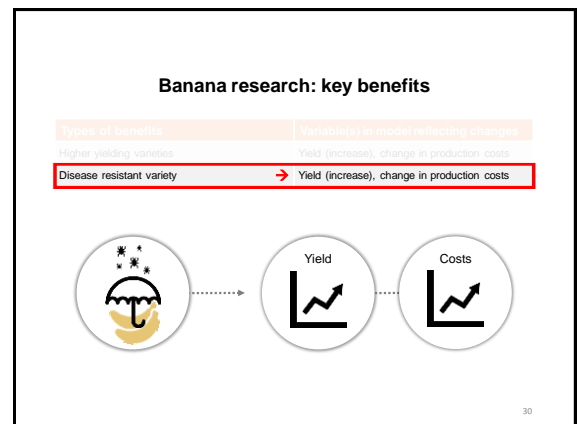 Banana research: key benefits
Types of benefits Variable(s) in model reflecting changes
Higher yielding varieties Yield (increase), change in production costs
Disease resistant variety → Yield (increase), change in production costs
Yield Costs
30